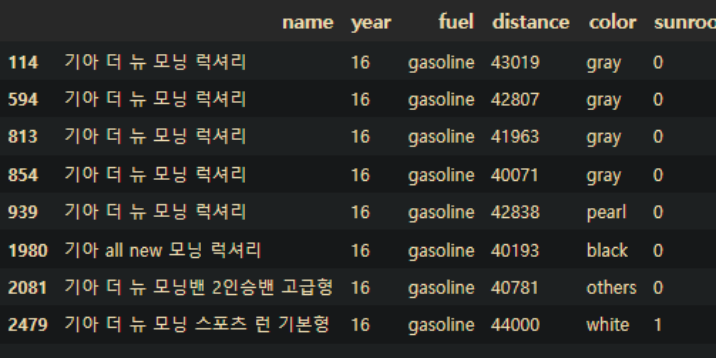 name year fuel distance color sunroo
114 기아 더 뉴 모닝 럭셔리 16 gasoline 43019 gray 0
594 기아 더 뉴 모닝 럭셔리 16 gasoline 42807 gray 0
813 기아 더 뉴 모닝 럭셔리 16 gasoline 41963 gray 0
854 기아 더 뉴 모닝 럭셔리 16 gasoline 40071 gray 0
939 기아 더 뉴 모닝 럭셔리 16 gasoline 42838 pearl 0
1980 기아 all new 모닝 럭셔리 16 gasoline 40193 black 0
2081 기아 더 뉴 모닝밴 2인승밴 고급형 16 gasoline 40781 others 0
2479 기아 더 뉴 모닝 스포츠 런 기본형 16 gasoline 44000 white 1